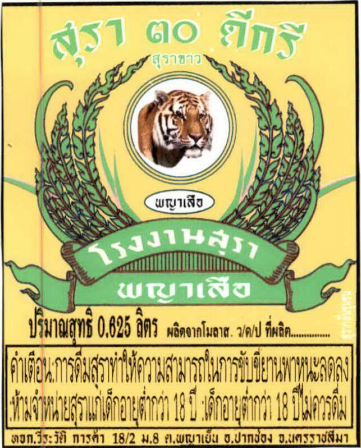 สุรา ๓๐ ดีกรี
สุราขาว
พญาเสือ
โรงงานสุรา
พญาเสือ
ปริมาณสุทธิ 0.625 ลิตร ผลิตจากโมลาส. ว/ด/ป ที่ผลิต..............
คำเตือน:การดื่มสุราทำให้ความสามารถในการขับขี่ยานพาหนะลดลง
:ห้ามจำหน่ายสุราแก่เด็กอายุต่ำกว่า 18 ปี :เด็กอายุต่ำกว่า 18 ปีไม่ควรดื่ม
หจก.วีระวัติ การค้า 18/2 ม.8 ต.พญาเย็น อ.ปากช่อง จ.นครราชสีมา